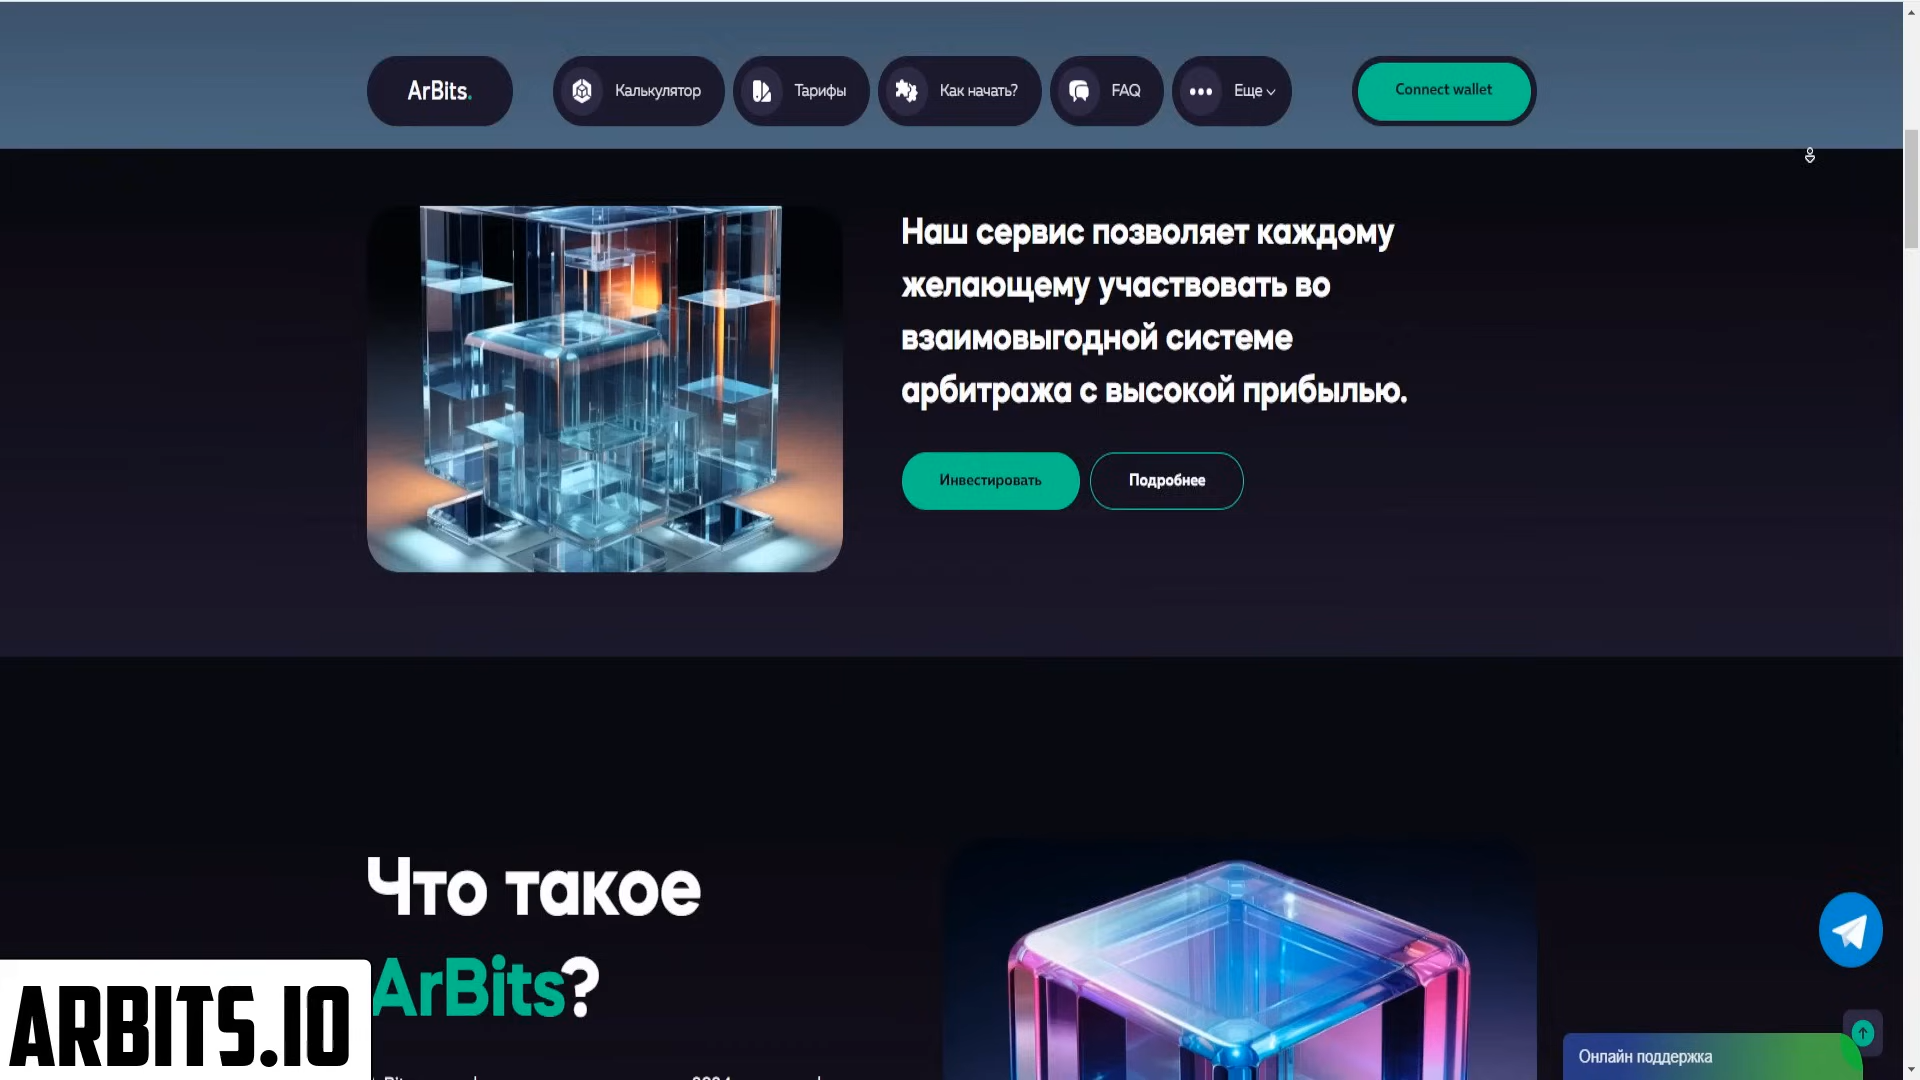 ArBits.
Калькулятор
Тарифы
Как начать?
FAQ
Еще
Connect wallet
Наш сервис позволяет каждому
желающему участвовать во
взаимовыгодной системе
арбитража с высокой прибылью.
Инвестировать
Подробнее
Что такое
ArBits?
ARBITS.IO
Онлайн поддержка